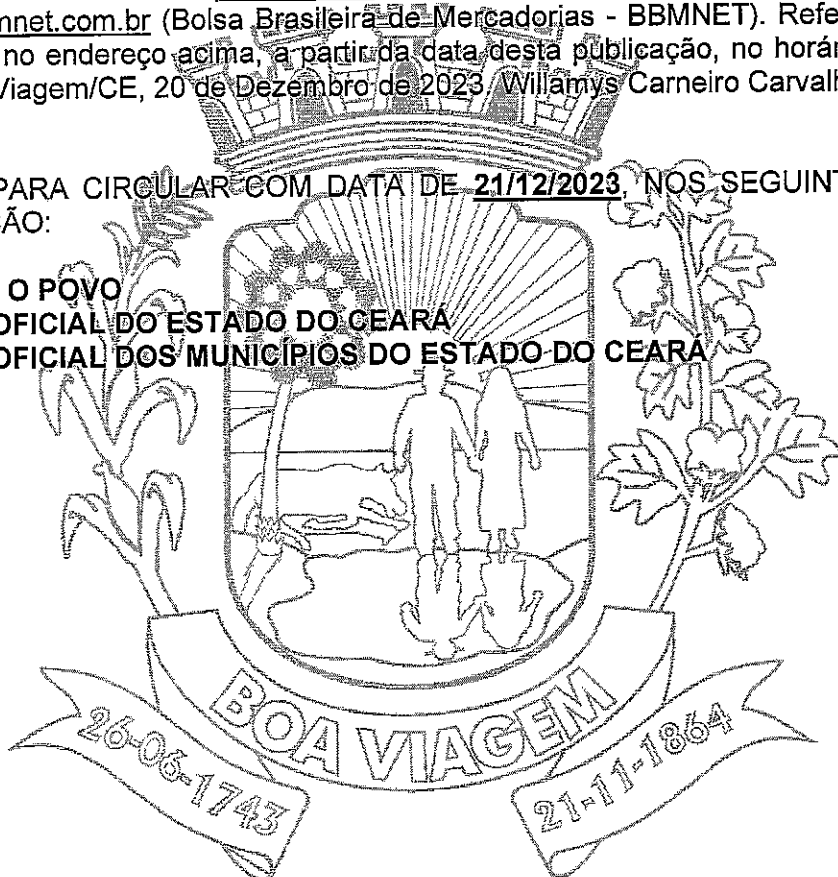 mnet.com.br (Bolsa Brasileira de Mercadorias - BBMNET). Refe
no endereço acima, a partir da data desta publicação, no horár
Viagem/CE, 20 de Dezembro de 2023. Willamys Carneiro Carvalh
PARA CIRCULAR COM DATA DE 21/12/2023, NOS SEGUINT
ÇÃO:
O POVO
OFICIAL DO ESTADO DO CEARÁ
OFICIAL DOS MUNICÍPIOS DO ESTADO DO CEARÁ
BOA VIAGEM
26-06-1743
21-11-1864